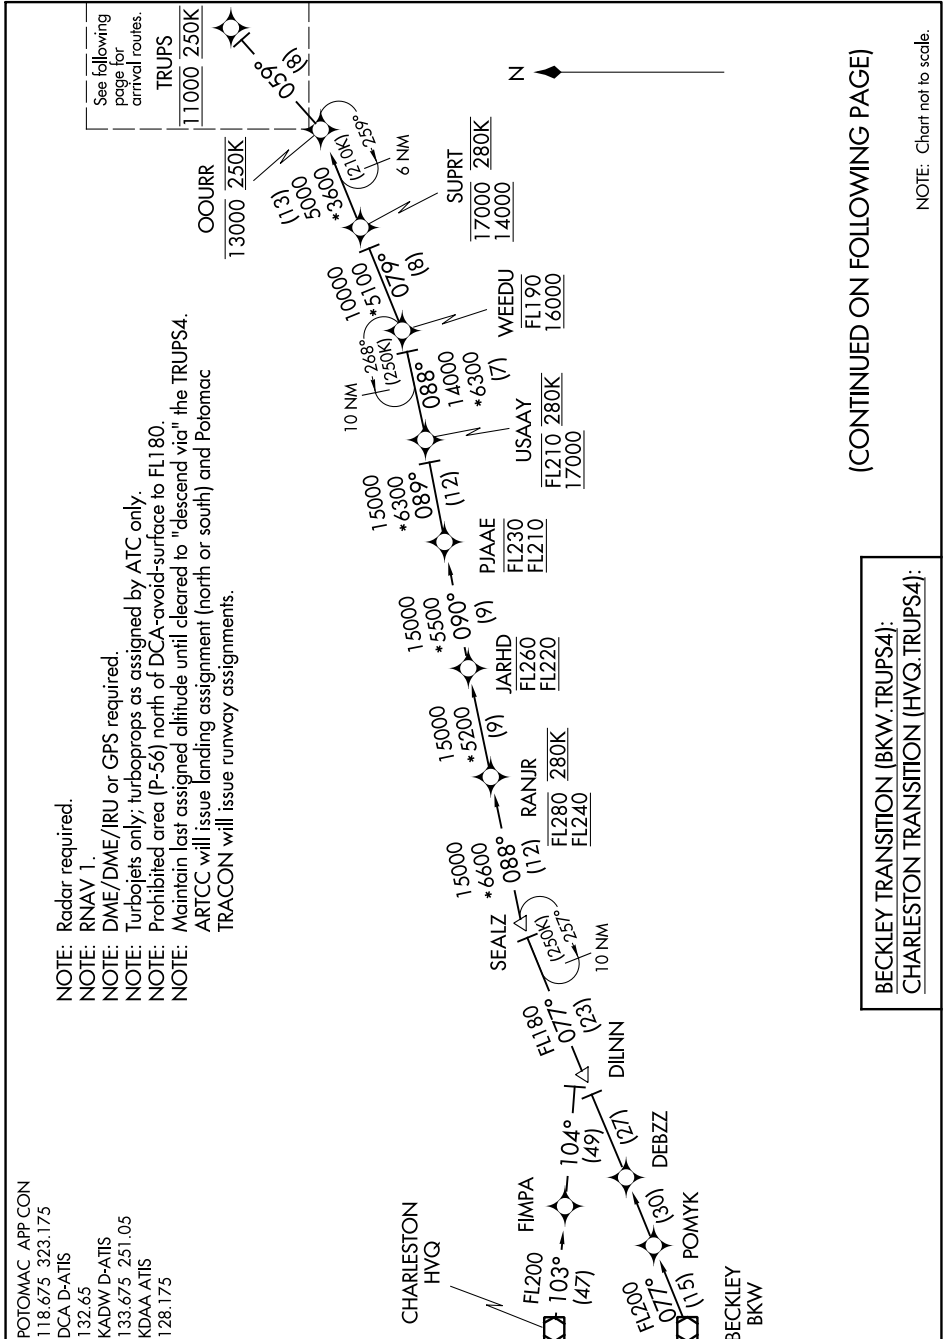 POTOMAC APP CON
118.675 323.175
DCA D-ATIS
132.65
KADW D-ATIS
133.675 251.05
KDAA ATIS
128.175
NOTE: Radar required.
NOTE: RNAV 1.
NOTE: DME/DME/IRU or GPS required.
NOTE: Turbojets only; turboprops as assigned by ATC only.
NOTE: Prohibited area (P-56) north of DCA-avoid-surface to FL180.
NOTE: Maintain last assigned altitude until cleared to "descend via" the TRUPS4.
ARTCC will issue landing assignment (north or south) and Potomac
TRACON will issue runway assignments.
See following
page for
arrival routes.
TRUPS
11000 250K
059°
(8)
OOURR
13000 250K
(210K)
259°
6 NM
(13)
5000
*3600
SUPRT
17000 280K
14000
10000
*5100
079°
(8)
WEEDU
FL190
16000
10 NM
268°
(250K)
088°
14000
*6300
(7)
USAAY
FL210 280K
17000
15000
*6300
089°
(12)
PJAAE
FL230
FL210
15000
*5500
090°
(9)
JARHD
FL260
FL220
15000
*5200
(9)
RANJR
FL280 280K
FL240
15000
*6600
088°
(12)
SEALZ
(250K)
257°
10 NM
FL180
077°
(23)
DILNN
104°
(49)
FIMPA
FL200
103°
(47)
CHARLESTON
HVQ
(27)
DEBZZ
(30)
POMYK
FL200
077°
(15)
BECKLEY
BKW
N
(CONTINUED ON FOLLOWING PAGE)
NOTE: Chart not to scale.
BECKLEY TRANSITION (BKW.TRUPS4):
CHARLESTON TRANSITION (HVQ.TRUPS4):